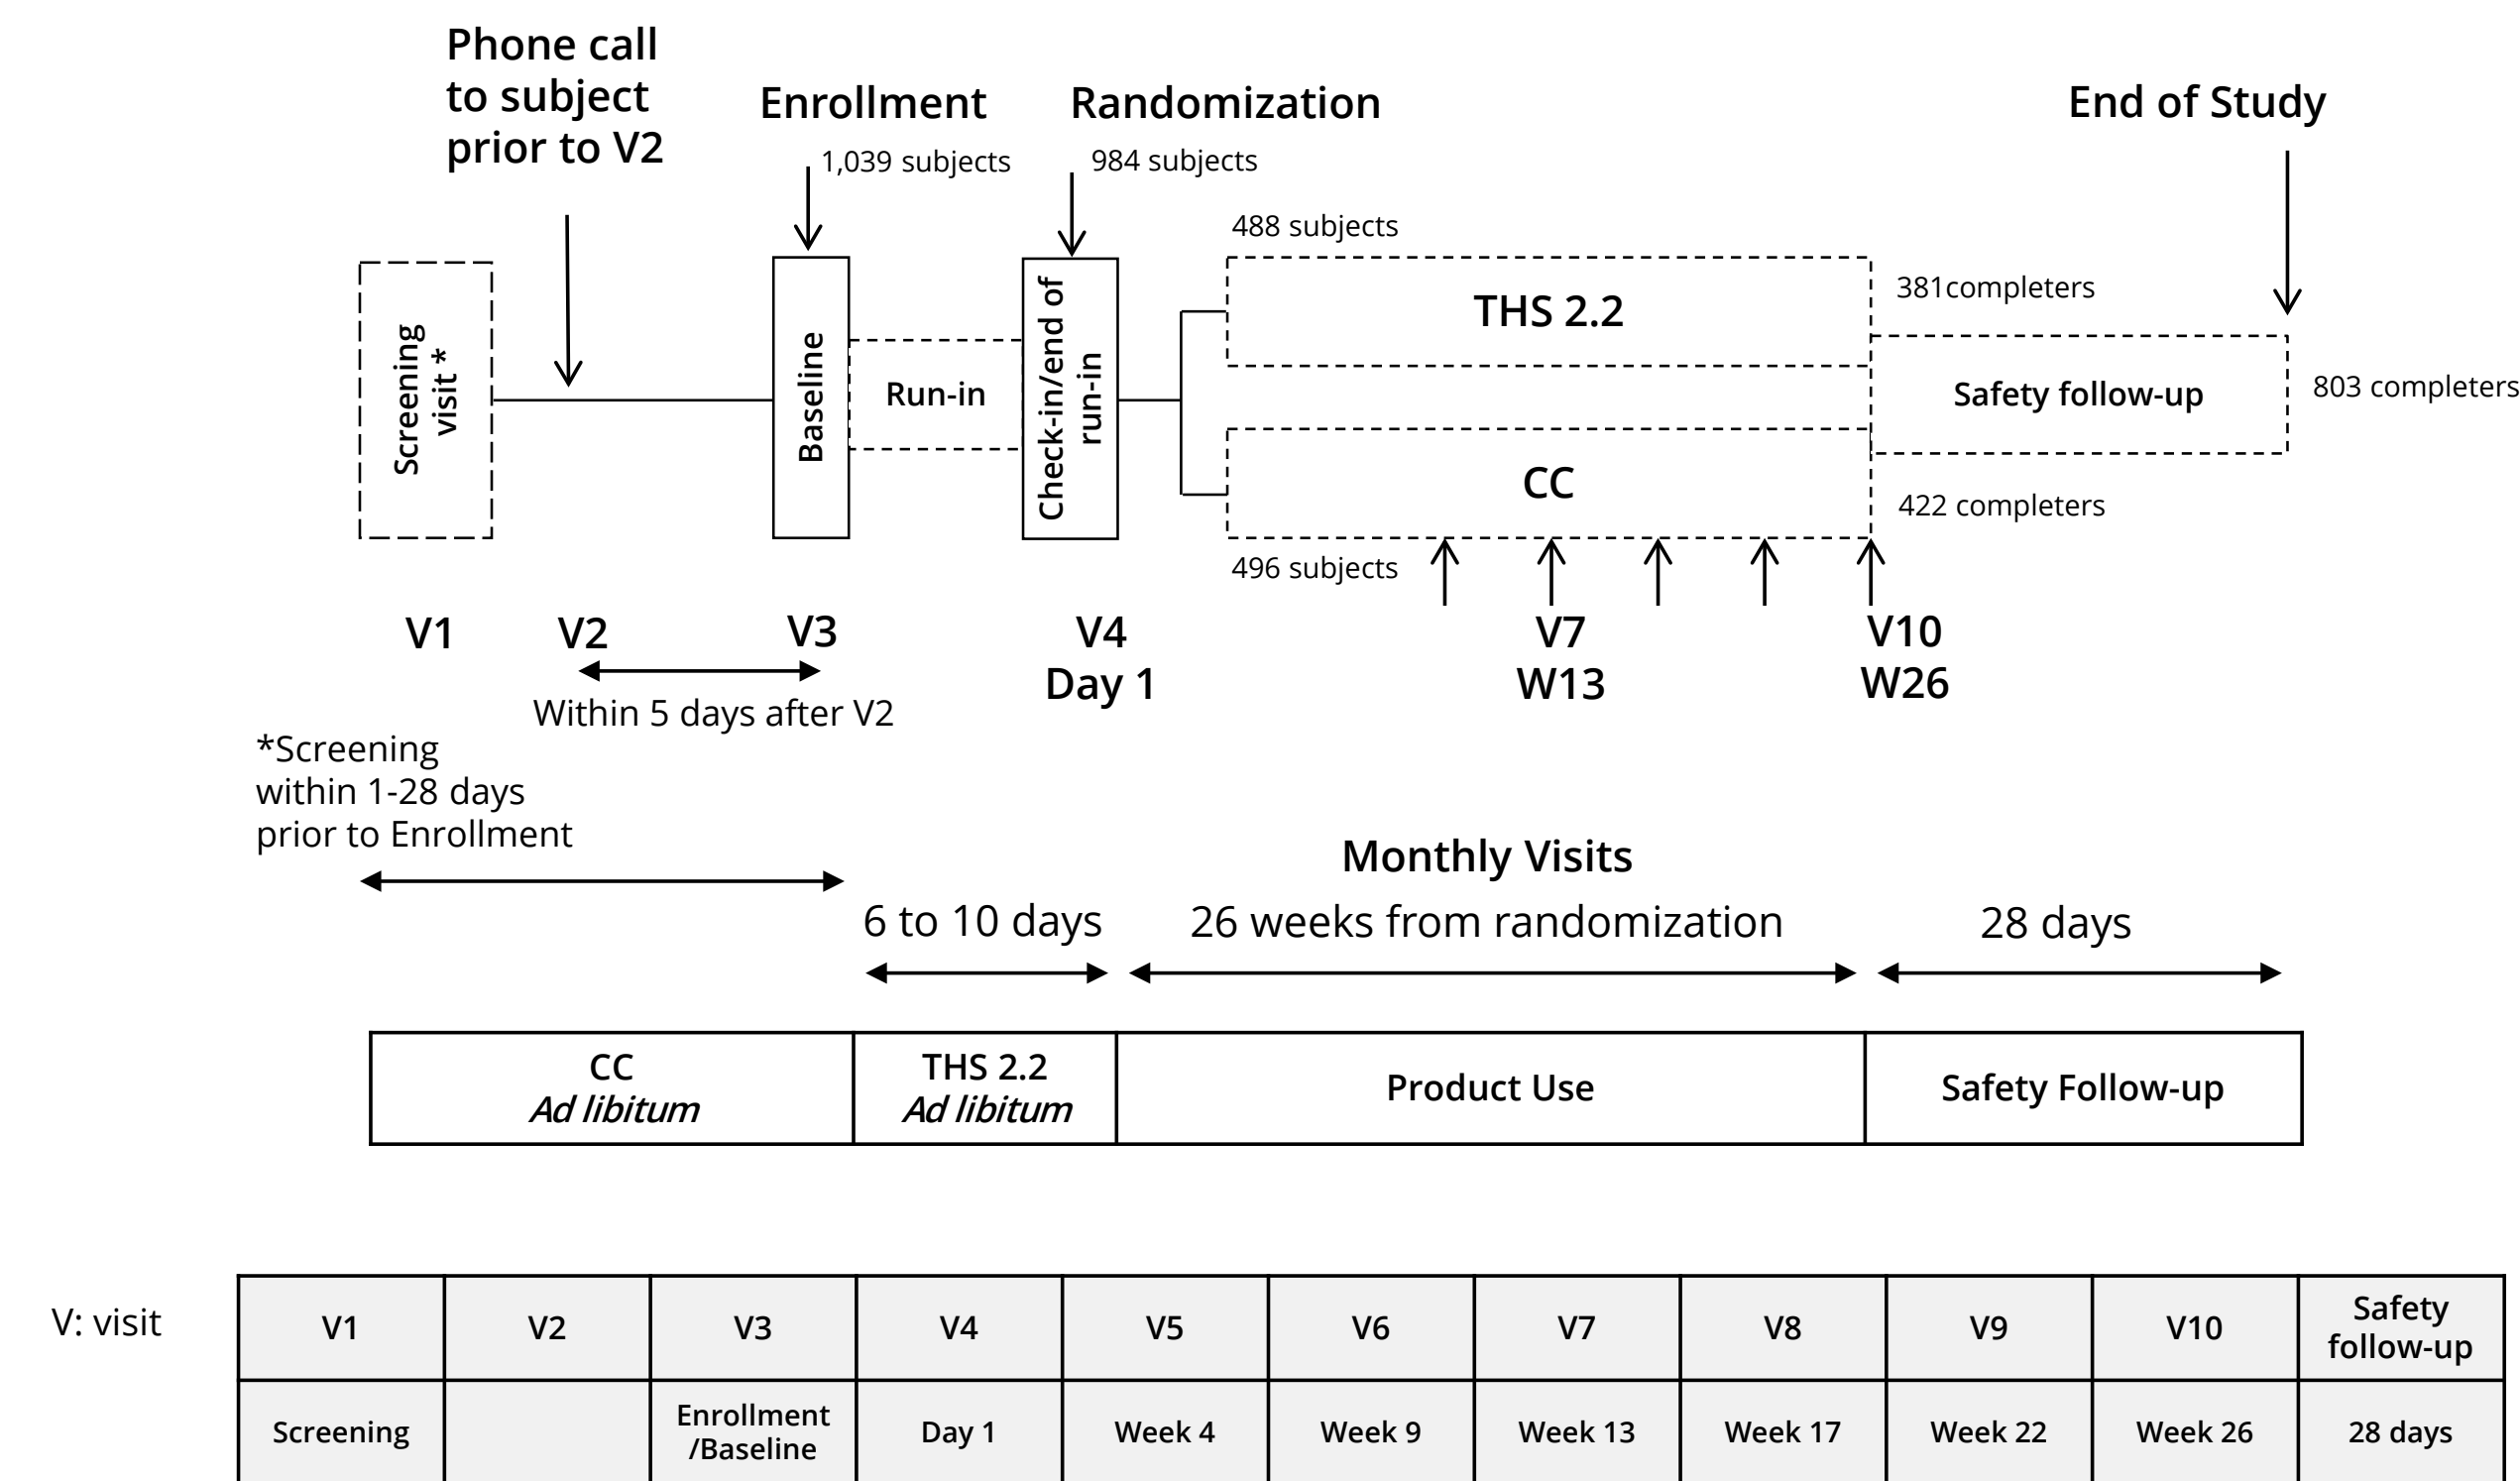 Phone call
to subject
prior to V2
Enrollment
1,039 subjects
Randomization
984 subjects
End of Study
488 subjects
Screening
visit *
Baseline
Run-in
Check-in/end of
run-in
THS 2.2
381completers
Safety follow-up
803 completers
CC
422 completers
496 subjects
V1
V2
V3
V4
Day 1
V7
W13
V10
W26
Within 5 days after V2
*Screening
within 1-28 days
prior to Enrollment
Monthly Visits
6 to 10 days
26 weeks from randomization
28 days
CC
Ad libitum
THS 2.2
Ad libitum
Product Use
Safety Follow-up
V: visit
V1
V2
V3
V4
V5
V6
V7
V8
V9
V10
Safety
follow-up
Screening
Enrollment
/Baseline
Day 1
Week 4
Week 9
Week 13
Week 17
Week 22
Week 26
28 days